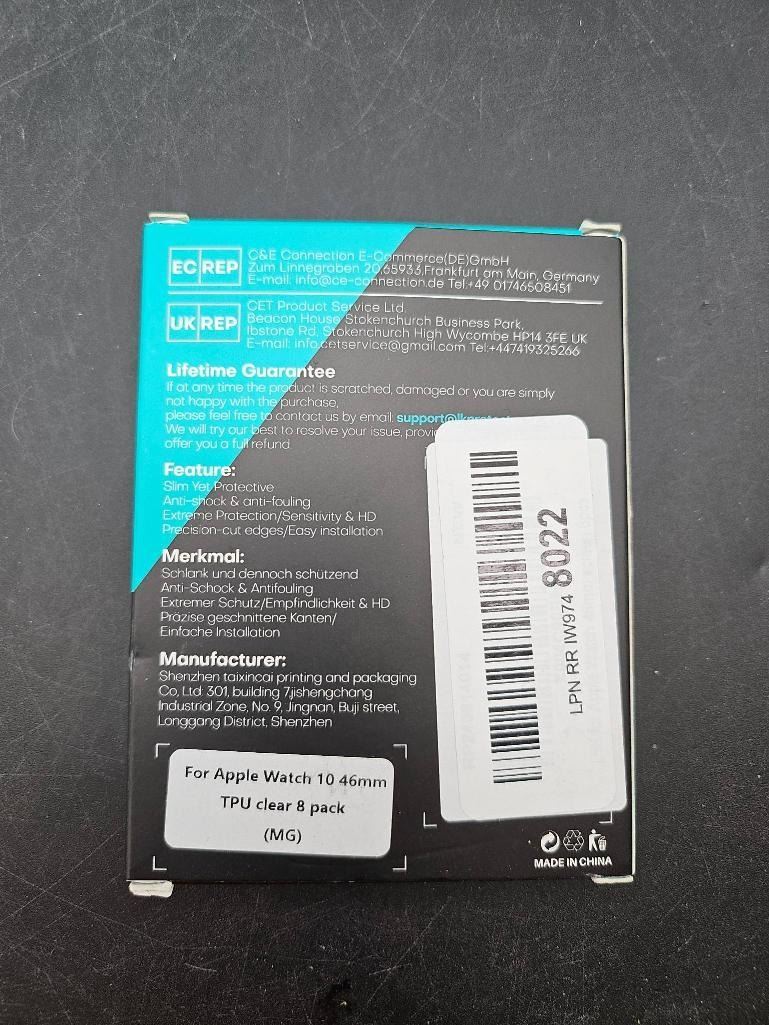 EC REP
C&E Connection E-Commerce(DE)GmbH
Zum Linnegraben 20,65933,Frankfurt am Main, Germany
E-mail: info@ce-connection.de Tel:+49 01746508451
UK REP
CET Product Service Ltd.
Beacon House Stokenchurch Business Park,
Ibstone Rd, Stokenchurch High Wycombe HP14 3FE UK
E-mail: info.cetservice@gmail.com Tel:+447419325266
Lifetime Guarantee
If at any time the product is scratched, damaged or you are simply
not happy with the purchase,
please feel free to contact us by email:
We will try our best to resolve your issue,
offer you a full refund.
Feature:
Slim Yet Protective
Anti-shock & anti-fouling
Extreme Protection/Sensitivity & HD
Precision-cut edges/Easy installation
Merkmal:
Schlank und dennoch schützend
Anti-Schock & Antifouling
Extremer Schutz/Empfindlichkeit & HD
Präzise geschnittene Kanten/
Einfache Installation
Manufacturer:
Shenzhen taixincai printing and packaging
Co, Ltd: 301, building 7,jishengchang
Industrial Zone, No. 9, Jingnan, Buji street,
Longgang District, Shenzhen
For Apple Watch 10 46mm
TPU clear 8 pack
(MG)
LPN RR IW974 8022
MADE IN CHINA